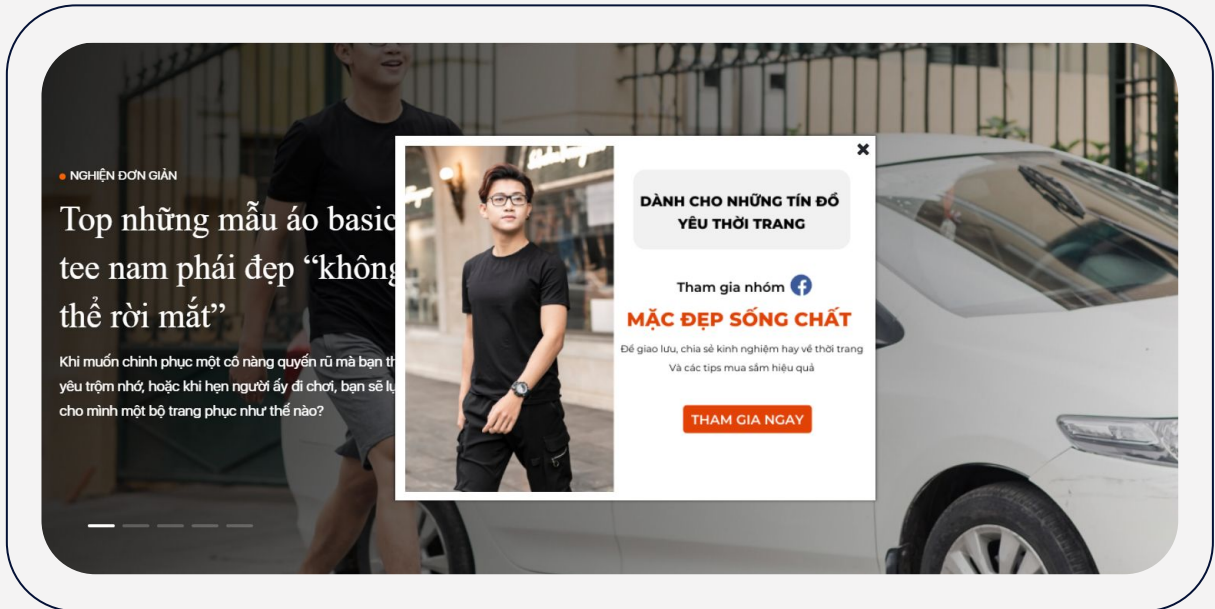 NGHIỆN ĐƠN GIẢN
Top những mẫu áo basic
tee nam phái đẹp “không
thể rời mắt”
Khi muốn chinh phục một cô nàng quyến rũ mà bạn th
yêu trộm nhớ, hoặc khi hẹn người ấy đi chơi, bạn sẽ lự
cho mình một bộ trang phục như thế nào?
DÀNH CHO NHỮNG TÍN ĐỒ
YÊU THỜI TRANG
Tham gia nhóm
MẶC ĐẸP SỐNG CHẤT
Để giao lưu, chia sẻ kinh nghiệm hay về thời trang
Và các tips mua sắm hiệu quả
THAM GIA NGAY